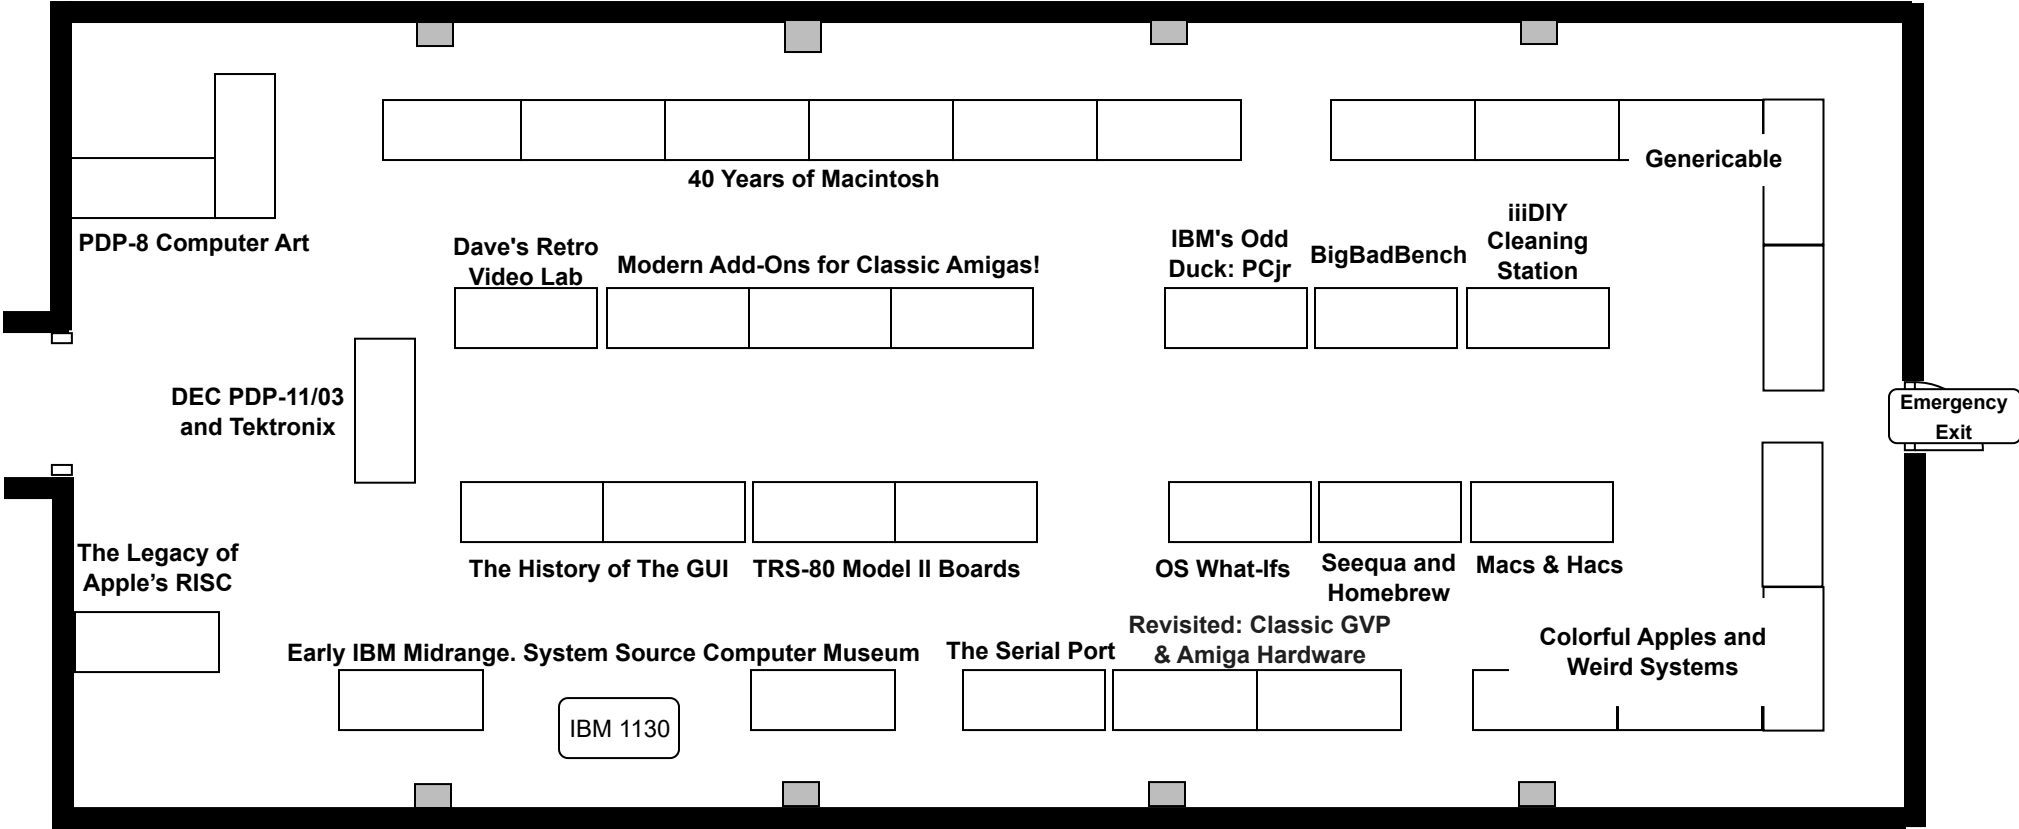 40 Years of Macintosh
Genericable
PDP-8 Computer Art
Dave's Retro
Video Lab
Modern Add-Ons for Classic Amigas!
IBM's Odd
Duck: PCjr
BigBadBench
iiiDIY
Cleaning
Station
DEC PDP-11/03
and Tektronix
Emergency
Exit
The Legacy of
Apple’s RISC
The History of The GUI
TRS-80 Model II Boards
OS What-Ifs
Seequa and
Homebrew
Macs & Hacs
Early IBM Midrange. System Source Computer Museum
The Serial Port
Revisited: Classic GVP
& Amiga Hardware
Colorful Apples and
Weird Systems
IBM 1130